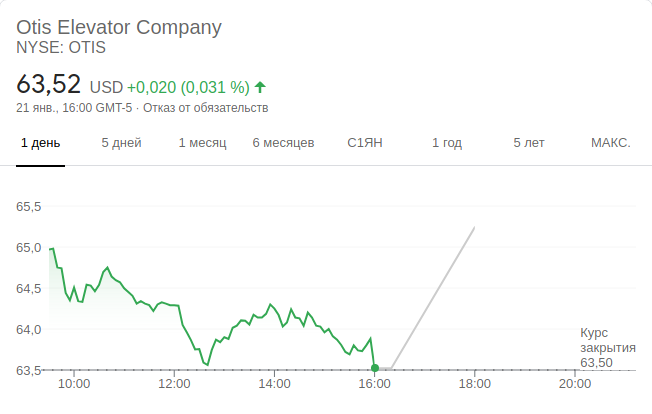 Otis Elevator Company
NYSE: OTIS
63,52 USD +0,020 (0,031 %)
21 янв., 16:00 GMT-5 · Отказ от обязательств
1 день 5 дней 1 месяц 6 месяцев С1ЯН 1 год 5 лет МАКС.
65,5
65,0
64,5
64,0
Курс
закрытия
63,50
63,5
10:00 12:00 14:00 16:00 18:00 20:00